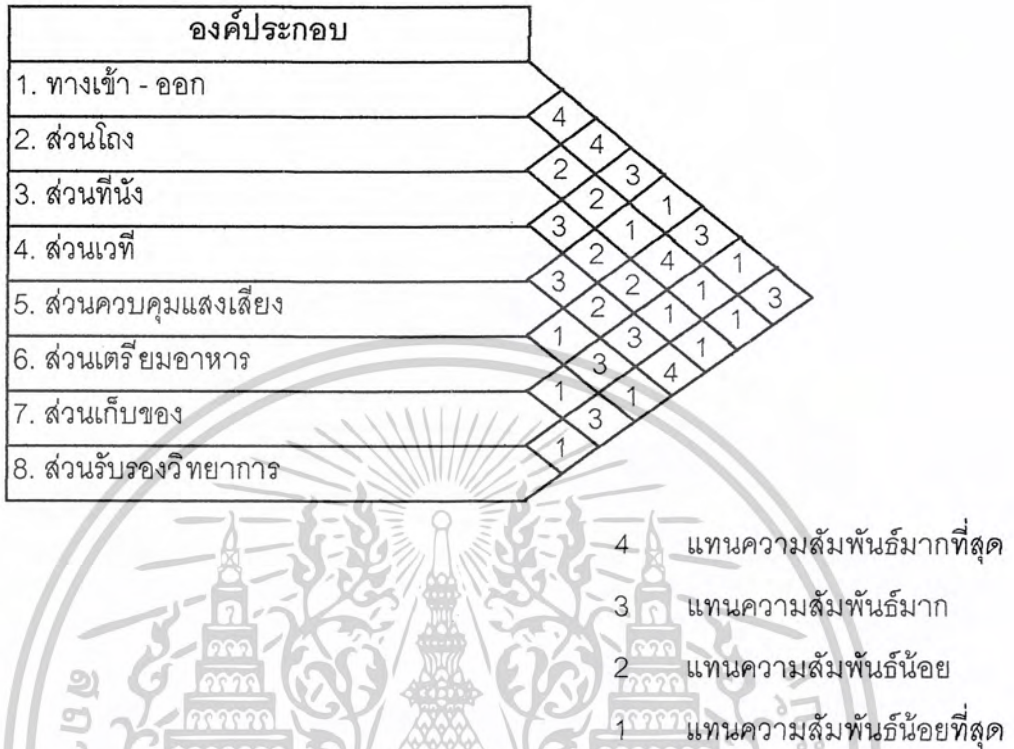 องค์ประกอบ
1. ทางเข้า - ออก
4
2. ส่วนโถง
4
2 3
3. ส่วนที่นั่ง
2 1
3 1 3
4. ส่วนเวที
2 4 1
3 2 1 3
5. ส่วนควบคุมแสงเสียง
2 1 1
1 3 1
6. ส่วนเตรียมอาหาร
3 4
1 1
7. ส่วนเก็บของ
3
1
8. ส่วนรับรองวิทยาการ
4 แทนความสัมพันธ์มากที่สุด
3 แทนความสัมพันธ์มาก
2 แทนความสัมพันธ์น้อย
1 แทนความสัมพันธ์น้อยที่สุด